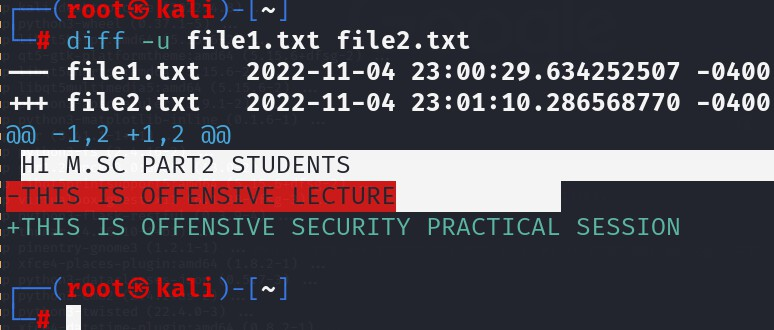 ┌──(root㉿kali)-[~]
└─# diff -u file1.txt file2.txt
--- file1.txt   2022-11-04 23:00:29.634252507 -0400
+++ file2.txt   2022-11-04 23:01:10.286568770 -0400
@@ -1,2 +1,2 @@
 HI M.SC PART2 STUDENTS
-THIS IS OFFENSIVE LECTURE
+THIS IS OFFENSIVE SECURITY PRACTICAL SESSION
┌──(root㉿kali)-[~]
└─#